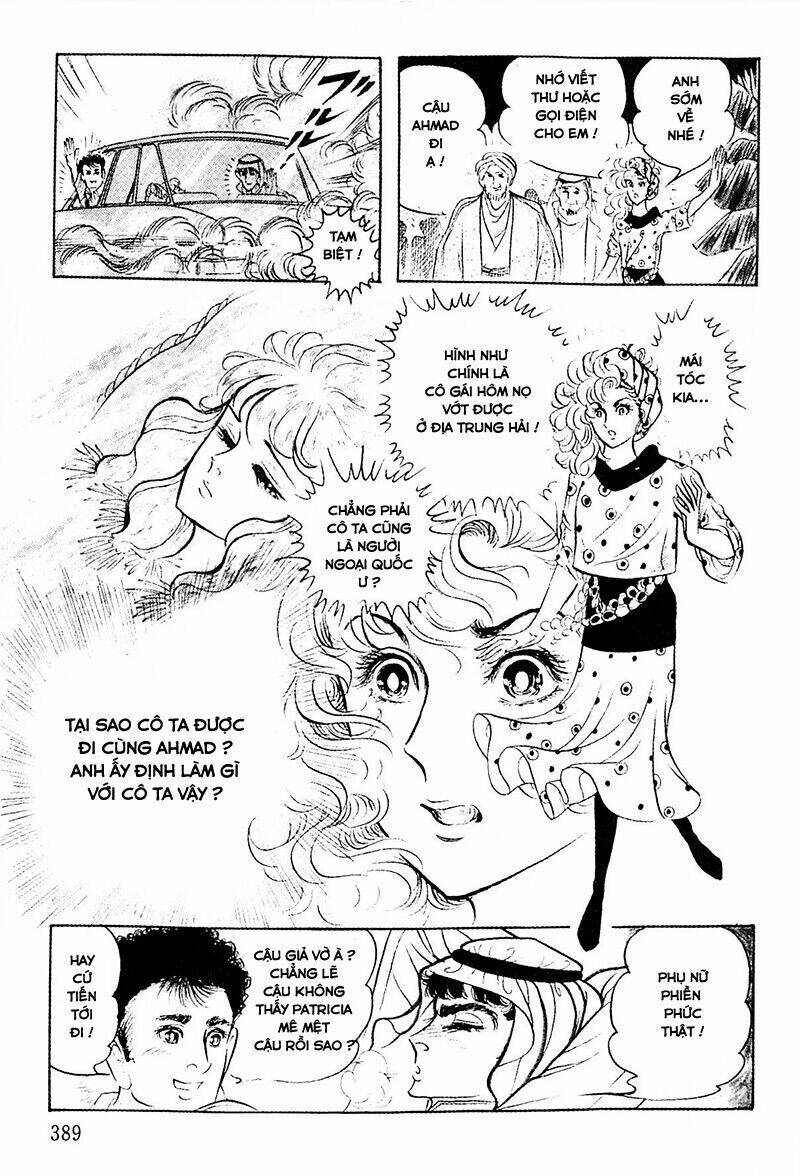 ANH
SỚM
VỀ
NHÉ !
NHỚ VIẾT
THƯ HOẶC
GỌI ĐIỆN
CHO EM !
CẬU
AHMAD
ĐI
Ạ !
ブブッ
TẠM
BIỆT !
MÁI
TÓC
KIA...
HÌNH NHƯ
CHÍNH LÀ
CÔ GÁI HÔM NỌ
VỚT ĐƯỢC
Ở ĐỊA TRUNG HẢI !
CHẲNG PHẢI
CÔ TA CŨNG
LÀ NGƯỜI
NGOẠI QUỐC
Ư ?
TẠI SAO CÔ TA ĐƯỢC
ĐI CÙNG AHMAD ?
ANH ẤY ĐỊNH LÀM GÌ
VỚI CÔ TA VẬY ?
PHỤ NỮ
PHIỀN
PHỨC
THẬT !
CẬU GIẢ VỜ À ?
CHẲNG LẼ
CẬU KHÔNG
THẤY PATRICIA
MÊ MỆT
CẬU RỒI SAO ?
HAY
CỨ
TIẾN
TỚI
ĐI !
389